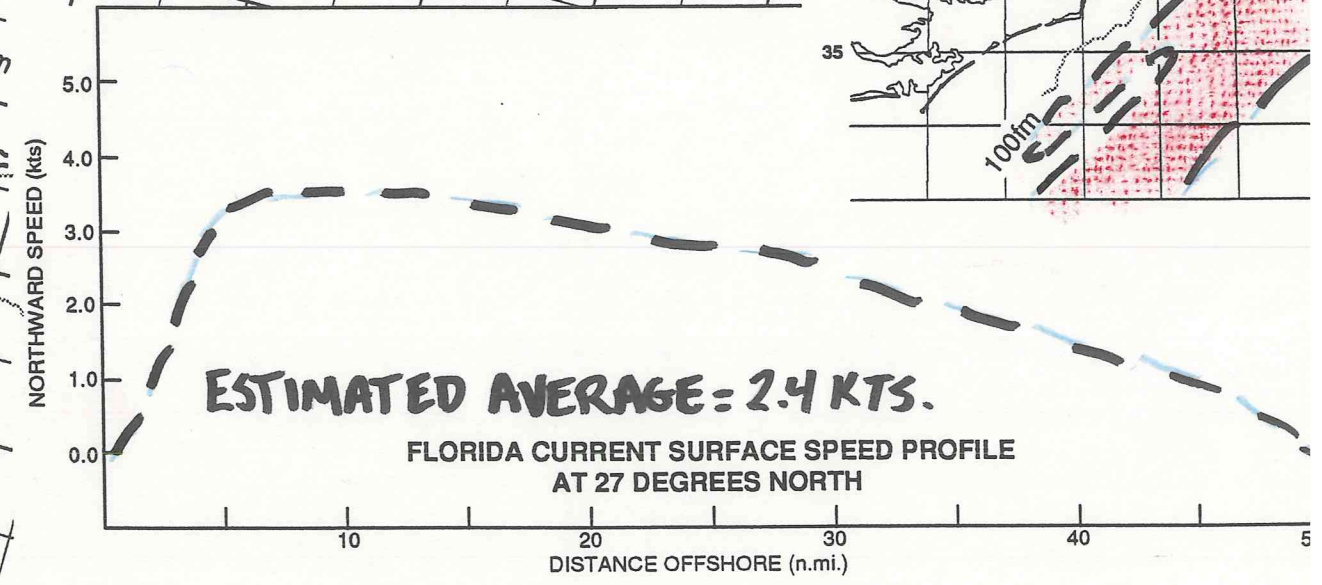 35
100fm
5.0
4.0
3.0
2.0
1.0
0.0
NORTHWARD SPEED (kts)
ESTIMATED AVERAGE = 2.4 KTS.
FLORIDA CURRENT SURFACE SPEED PROFILE
AT 27 DEGREES NORTH
10 20 30 40 5
DISTANCE OFFSHORE (n.mi.)